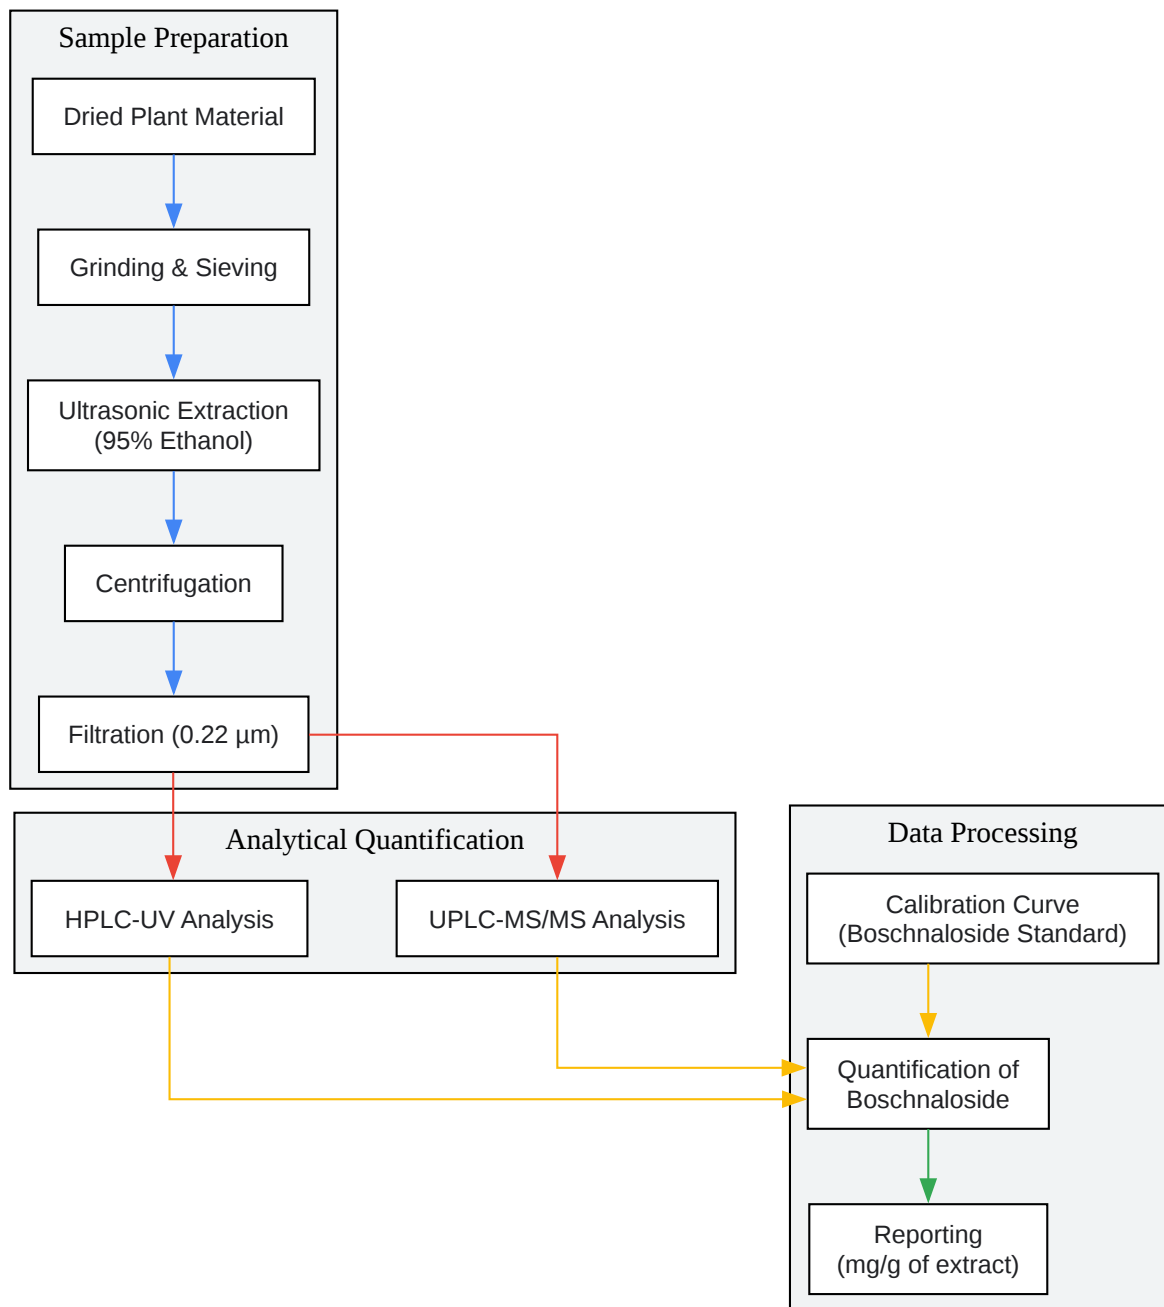 Sample Preparation
Dried Plant Material
Grinding & Sieving
Ultrasonic Extraction
(95% Ethanol)
Centrifugation
Filtration (0.22 µm)
Analytical Quantification
HPLC-UV Analysis
UPLC-MS/MS Analysis
Data Processing
Calibration Curve
(Boschnaloside Standard)
Quantification of
Boschnaloside
Reporting
(mg/g of extract)